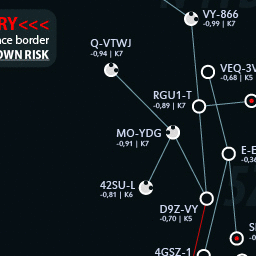 VY-866
-0,99 | K7
RY<<<
nce border
OWN RISK
Q-VTWJ
-0,94 | K7
VEQ-3V
-0,68 | K5
RGU1-T
-0,89 | K7
MO-YDG
-0,91 | K7
E-E
-0,36
42SU-L
-0,81 | K6
D9Z-VY
-0,70 | K5
4GSZ-1